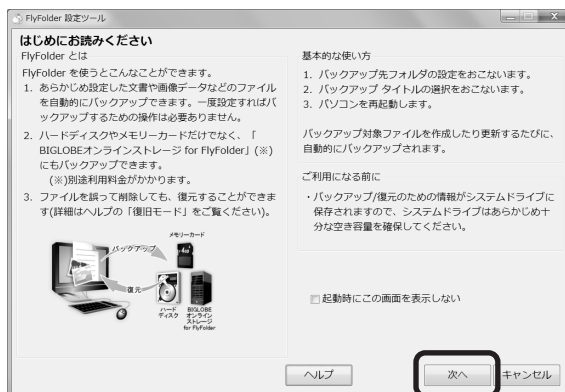 FlyFolder 設定ツール
はじめにお読みください
FlyFolder とは
FlyFolder を使うとこんなことができます。
1. あらかじめ設定した文書や画像データなどのファイル
を自動的にバックアップできます。一度設定すればバ
ックアップするための操作は必要ありません。
2. ハードディスクやメモリーカードだけでなく、「
BIGLOBEオンラインストレージ for FlyFolder」(※)
にもバックアップできます。
(※)別途利用料金がかかります。
3. ファイルを誤って削除しても、復元することができま
す(詳細はヘルプの「復旧モード」をご覧ください)。
メモリーカード
バックアップ
復元
ハード
ディスク
BIGLOBE
オンライン
ストレージ
for FlyFolder
基本的な使い方
1. バックアップ先フォルダの設定をおこないます。
2. バックアップ タイトルの選択をおこないます。
3. パソコンを再起動します。
バックアップ対象ファイルを作成したり更新するたびに、
自動的にバックアップされます。
ご利用になる前に
・バックアップ/復元のための情報がシステムドライブに
保存されますので、システムドライブはあらかじめ十
分な空き容量を確保してください。
起動時にこの画面を表示しない
ヘルプ
次へ
キャンセル